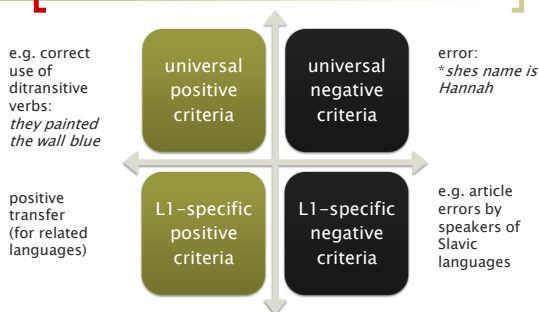 e.g. correct
use of
ditransitive
verbs:
they painted
the wall blue
universal
positive
criteria
universal
negative
criteria
error:
*shes name is
Hannah
positive
transfer
(for related
languages)
L1-specific
positive
criteria
L1-specific
negative
criteria
e.g. article
errors by
speakers of
Slavic
languages